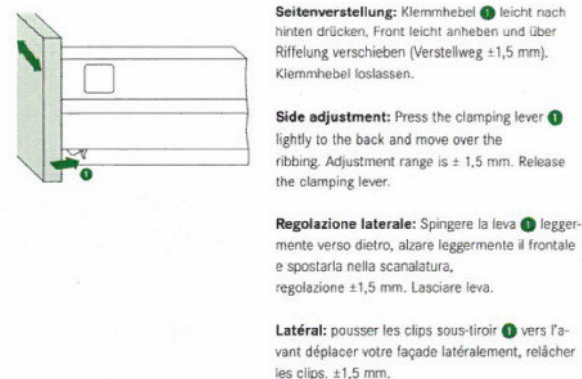 Seitenverstellung: Klemmhebel 1 leicht nach
hinten drücken, Front leicht anheben und über
Riffelung verschieben (Verstellweg ±1,5 mm).
Klemmhebel loslassen.
Side adjustment: Press the clamping lever 1
lightly to the back and move over the
ribbing. Adjustment range is ± 1,5 mm. Release
the clamping lever.
Regolazione laterale: Spingere la leva 1 legger-
mente verso dietro, alzare leggermente il frontale
e spostarla nella scanalatura,
regolazione ±1,5 mm. Lasciare leva.
Latéral: pousser les clips sous-tiroir 1 vers l'a-
vant déplacer votre façade latéralement, relâcher
les clips. ±1,5 mm.
1